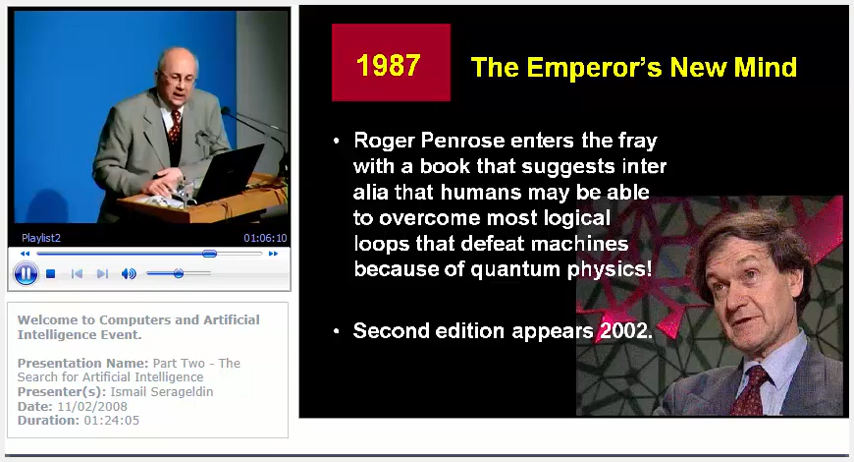 Playlist2 01:06:10
Welcome to Computers and Artificial
Intelligence Event.
Presentation Name: Part Two - The
Search for Artificial Intelligence
Presenter(s): Ismail Serageldin
Date: 11/02/2008
Duration: 01:24:05
1987 The Emperor's New Mind
• Roger Penrose enters the fray
with a book that suggests inter
alia that humans may be able
to overcome most logical
loops that defeat machines
because of quantum physics!
• Second edition appears 2002.